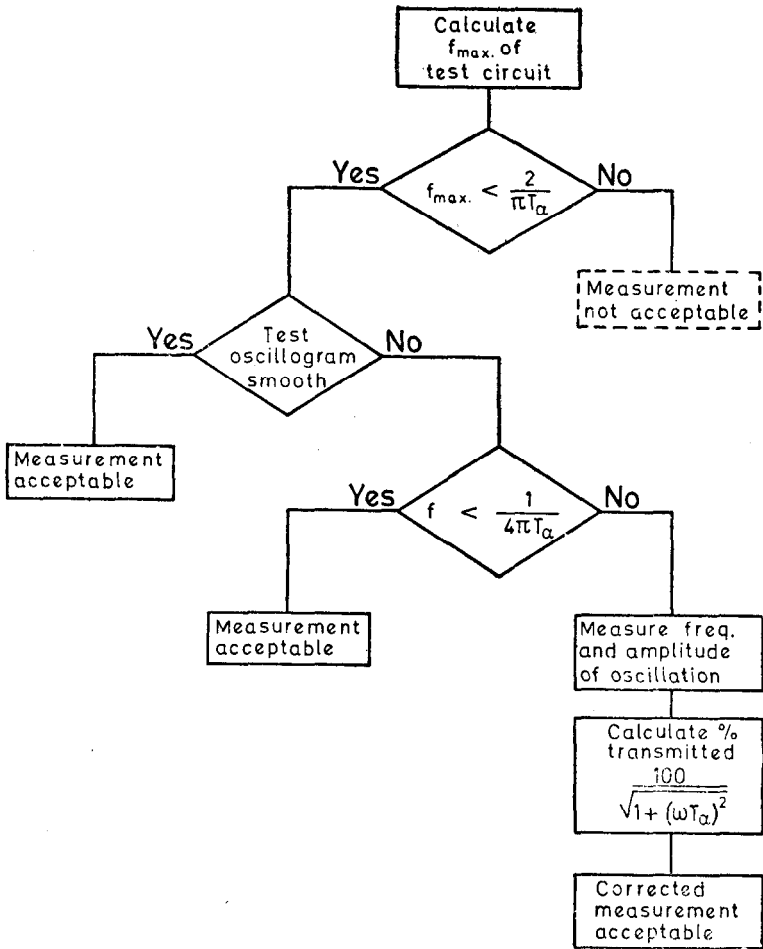 Calculate
fmax. of
test circuit
Yes
No
fmax. < 2/πTα
Measurement
not acceptable
Yes
No
Test
oscillogram
smooth
Measurement
acceptable
Yes
No
f < 1/4πTα
Measurement
acceptable
Measure freq.
and amplitude
of oscillation
Calculate %
transmitted
100/√1+(ωTα)²
Corrected
measurement
acceptable